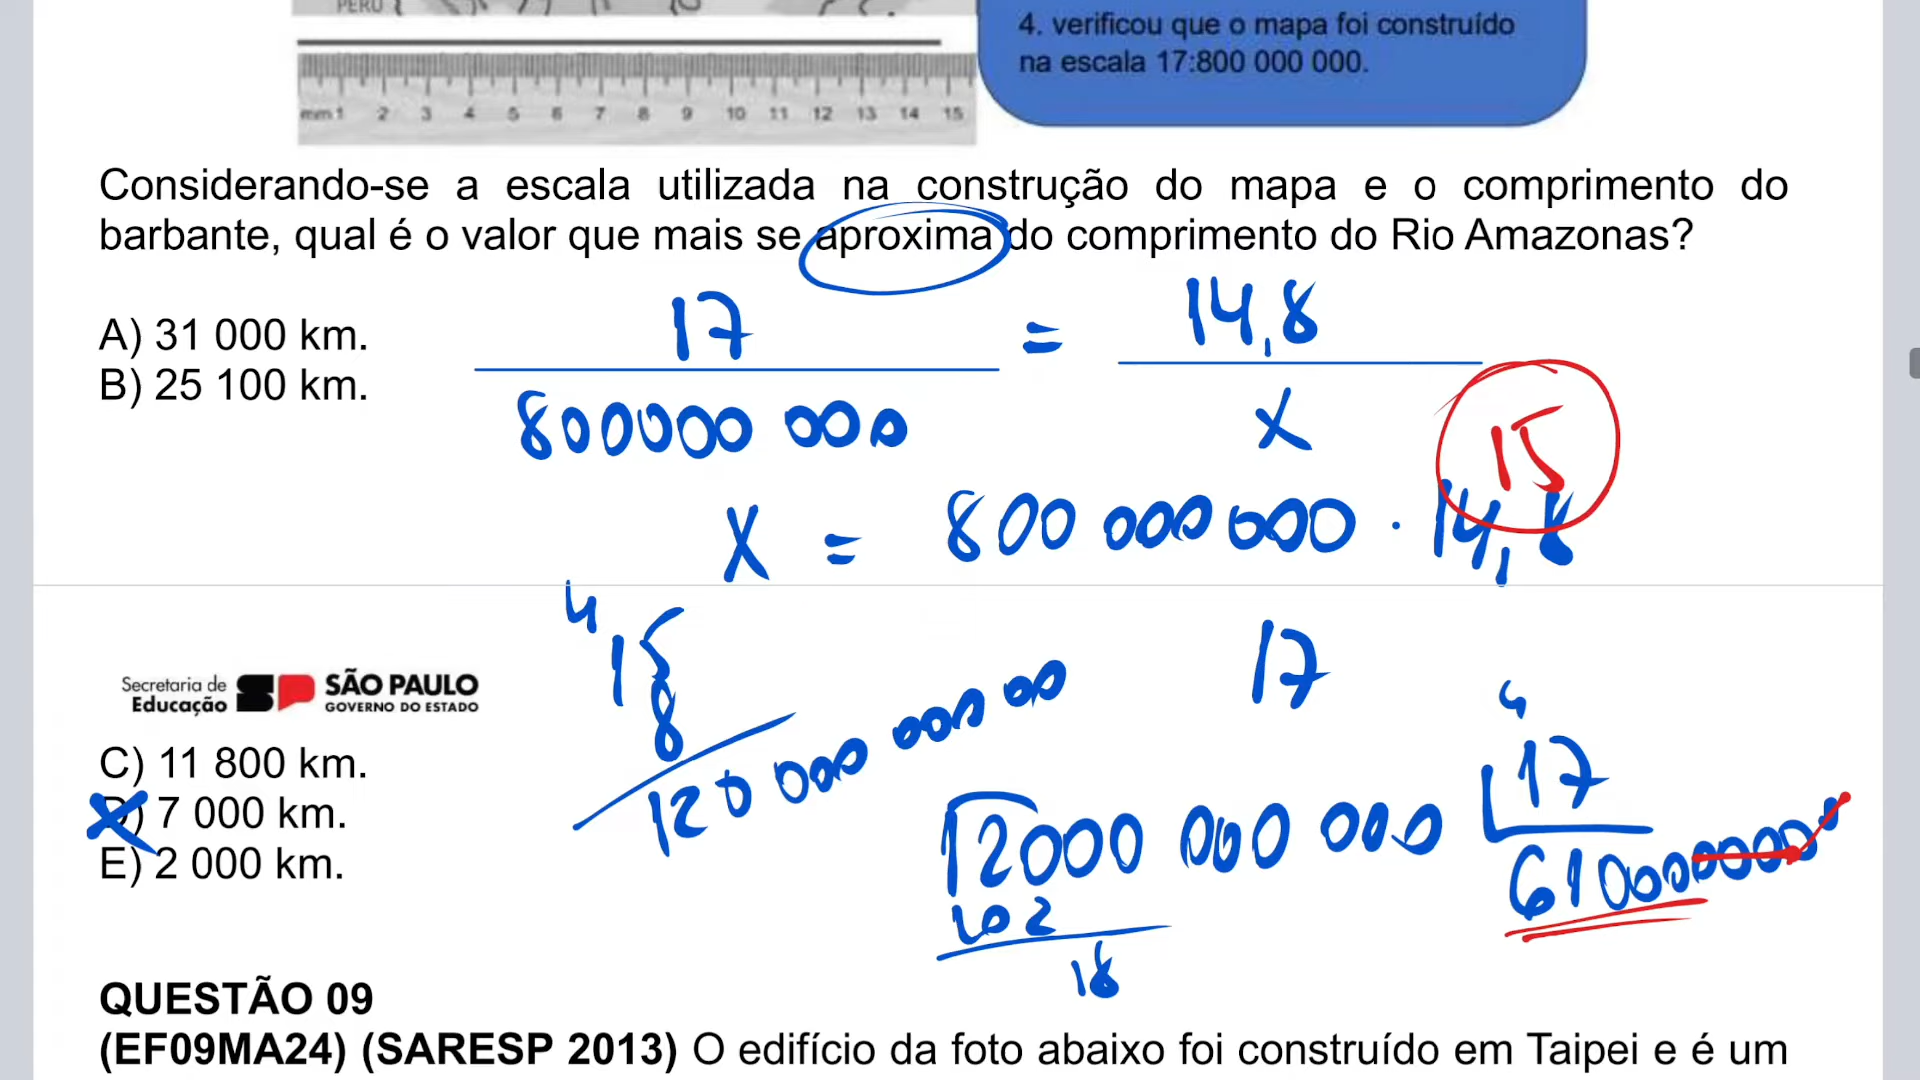 PERU
4. verificou que o mapa foi construído
na escala 17:800 000 000.
mm 1 2 3 4 5 6 7 8 9 10 11 12 13 14 15
Considerando-se a escala utilizada na construção do mapa e o comprimento do
barbante, qual é o valor que mais se aproxima do comprimento do Rio Amazonas?
A) 31 000 km.
B) 25 100 km.
17 = 14,8
800000 000 x
15
x = 800 000 000 · 14,8
17
4
15
8
120 000 000 00
12000 000 000
4
17
102
18
Secretaria de
Educação
SÃO PAULO
GOVERNO DO ESTADO
C) 11 800 km.
D) 7 000 km.
E) 2 000 km.
QUESTÃO 09
(EF09MA24) (SARESP 2013) O edifício da foto abaixo foi construído em Taipei e é um